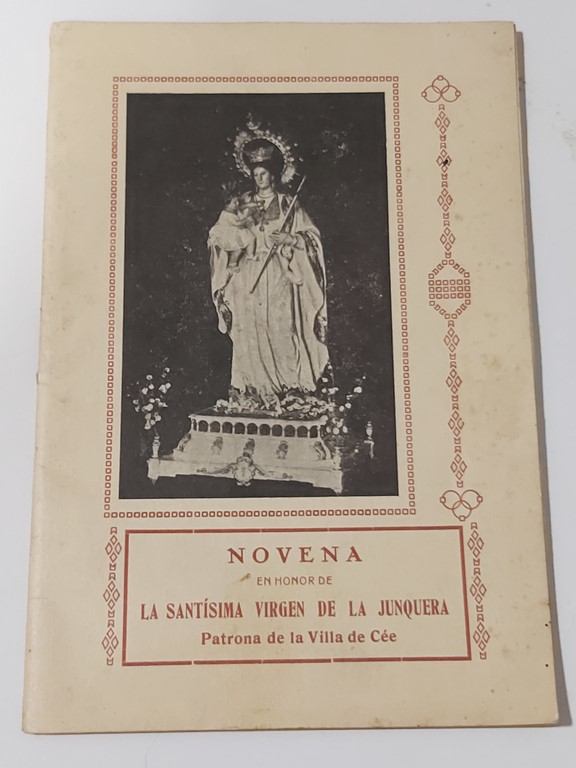 NOVENA
EN HONOR DE
LA SANTÍSIMA VIRGEN DE LA JUNQUERA
Patrona de la Villa de Cée